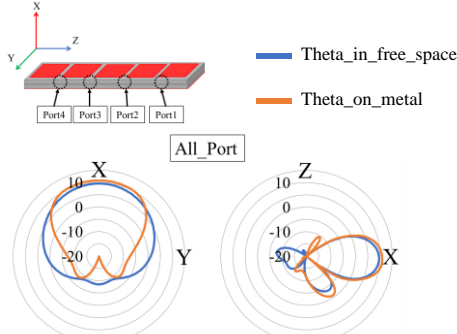 X
Z
Y
Port4
Port3
Port2
Port1
Theta_in_free_space
Theta_on_metal
All_Port
X
10
0
-10
-20
Y
Z
10
0
-10
-20
X